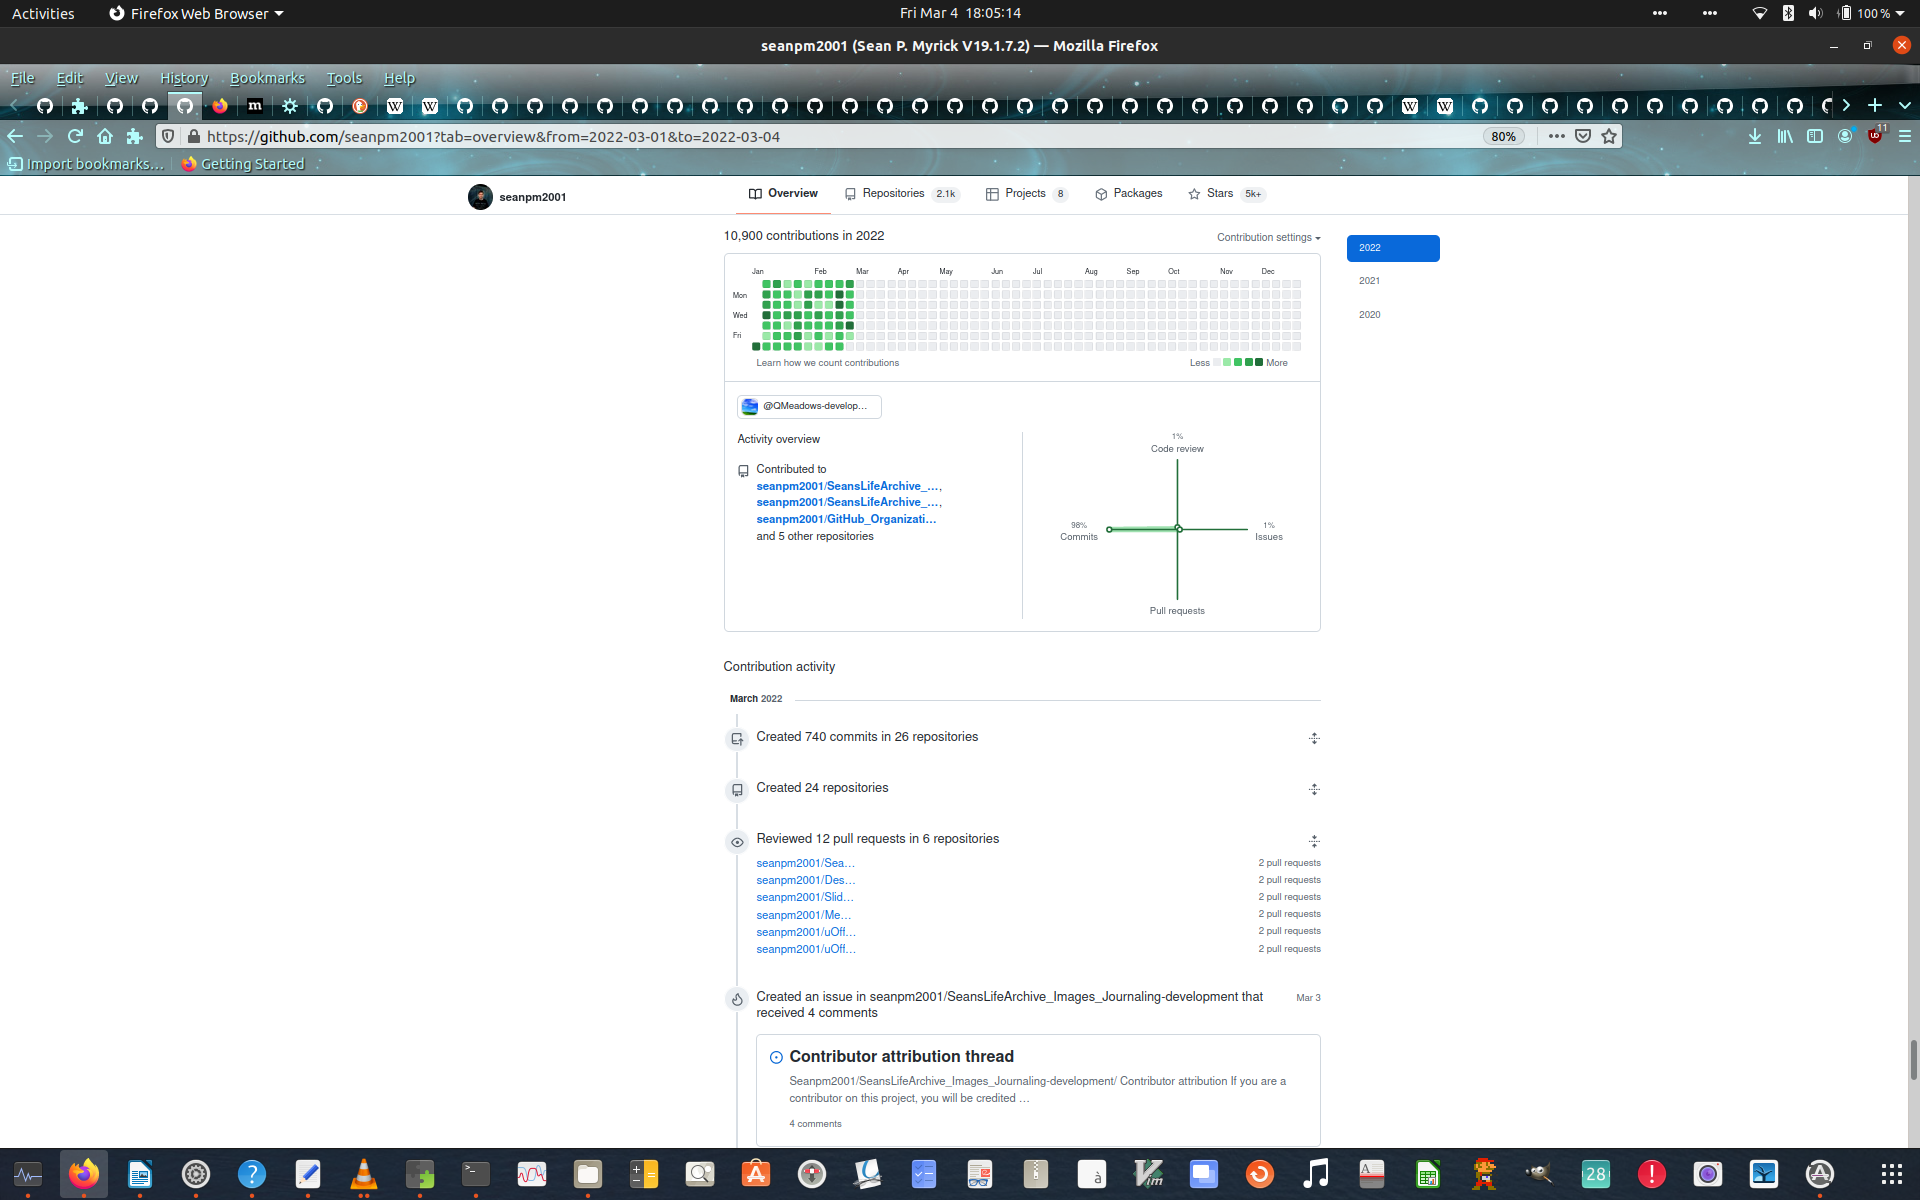 Activities
Firefox Web Browser
Fri Mar 4 18:05:14
100 %
seanpm2001 (Sean P. Myrick V19.1.7.2) — Mozilla Firefox
File Edit View History Bookmarks Tools Help
https://github.com/seanpm2001?tab=overview&from=2022-03-01&to=2022-03-04
80%
11
Import bookmarks…
Getting Started
seanpm2001
Overview
Repositories 2.1k
Projects 8
Packages
Stars 5k+
10,900 contributions in 2022
Contribution settings
2022
2021
2020
Jan Feb Mar Apr May Jun Jul Aug Sep Oct Nov Dec
Mon
Wed
Fri
Learn how we count contributions
Less More
@QMeadows-develop…
Activity overview
Contributed to
seanpm2001/SeansLifeArchive_…,
seanpm2001/SeansLifeArchive_…,
seanpm2001/GitHub_Organizati…
and 5 other repositories
1%
Code review
98%
Commits
1%
Issues
Pull requests
Contribution activity
March 2022
Created 740 commits in 26 repositories
Created 24 repositories
Reviewed 12 pull requests in 6 repositories
seanpm2001/Sea… 2 pull requests
seanpm2001/Des… 2 pull requests
seanpm2001/Slid… 2 pull requests
seanpm2001/Me… 2 pull requests
seanpm2001/uOff… 2 pull requests
seanpm2001/uOff… 2 pull requests
Created an issue in seanpm2001/SeansLifeArchive_Images_Journaling-development that
received 4 comments
Mar 3
Contributor attribution thread
Seanpm2001/SeansLifeArchive_Images_Journaling-development/ Contributor attribution If you are a
contributor on this project, you will be credited …
4 comments
28